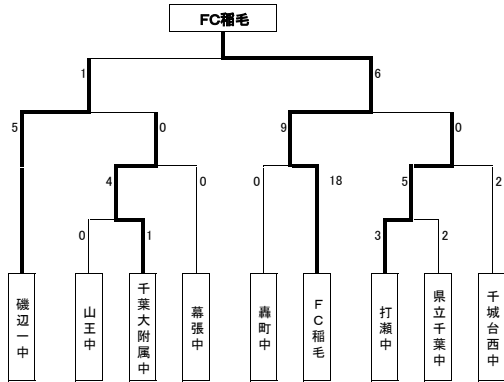 FC稲毛
1 6
5 0 9 0
4 0 0 18 5 2
0 1 3 2
磯辺一中
山王中
千葉大附属中
幕張中
轟町中
FC稲毛
打瀬中
県立千葉中
千城台西中